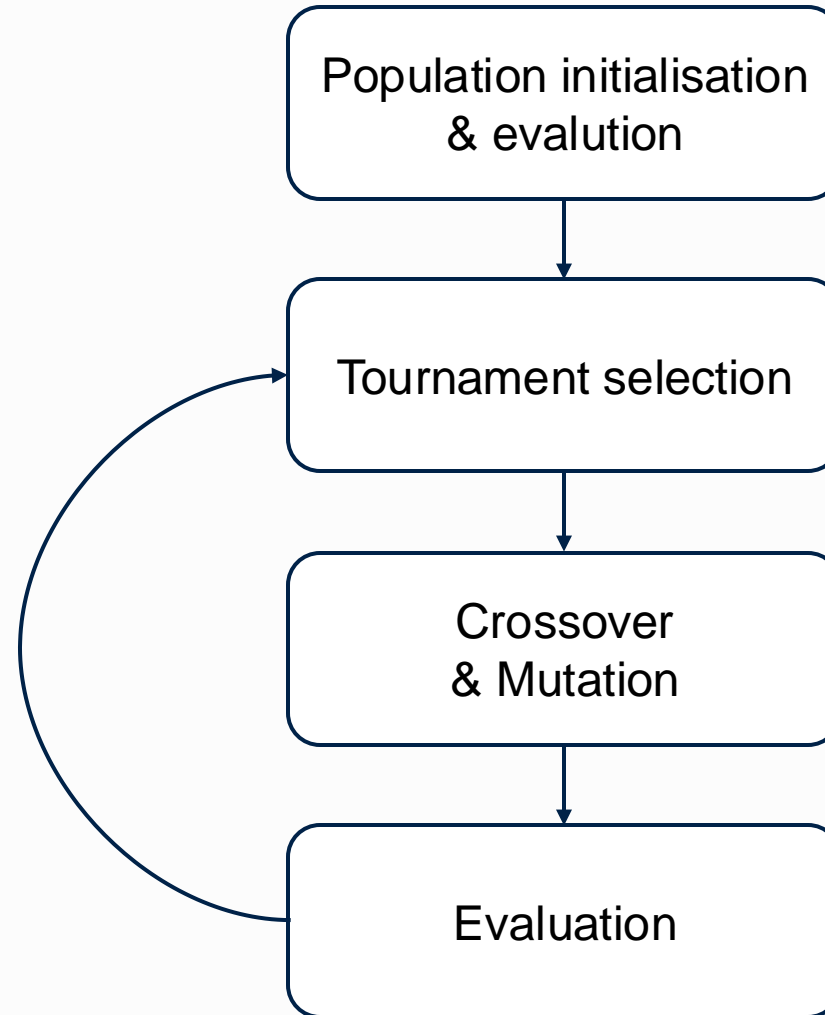 Population initialisation
& evalution
Tournament selection
Crossover
& Mutation
Evaluation